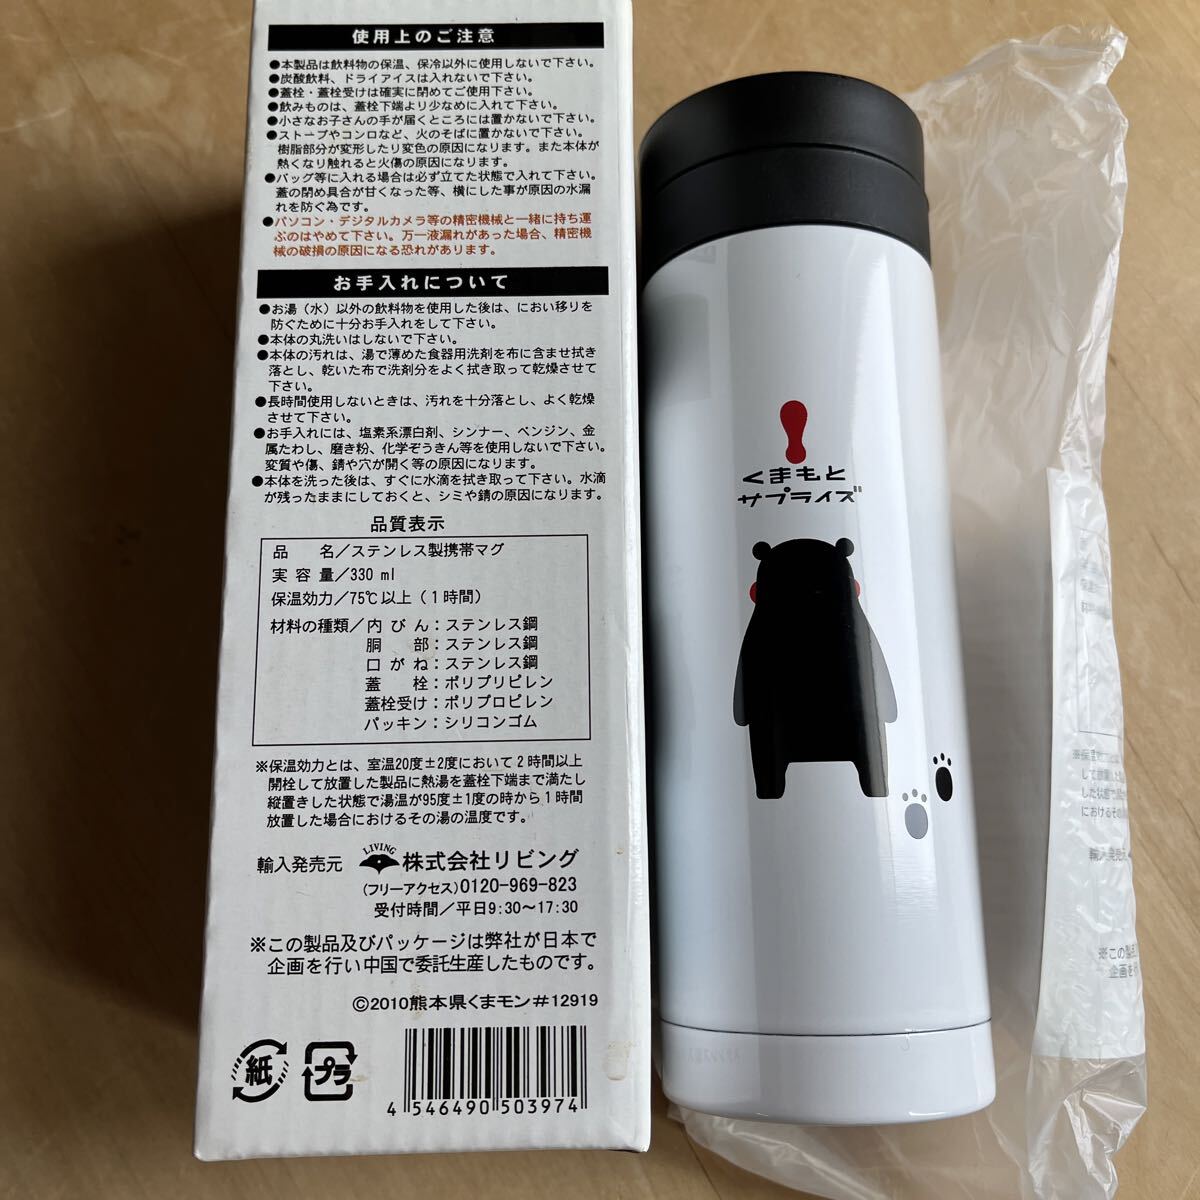 使用上のご注意
●本製品は飲料物の保温、保冷以外に使用しないで下さい。
●炭酸飲料、ドライアイスは入れないで下さい。
●蓋栓・蓋栓受けは確実に閉めてご使用下さい。
●飲みものは、蓋栓下端より少なめに入れて下さい。
●小さなお子さんの手が届くところには置かないで下さい。
●ストーブやコンロなど、火のそばに置かないで下さい。
樹脂部分が変形したり変色の原因になります。また本体が
熱くなり触れると火傷の原因になります。
●バッグ等に入れる場合は必ず立てた状態で入れて下さい。
蓋の閉め具合が甘くなった等、横にした事が原因の水漏
れを防ぐ為です。
●パソコン・デジタルカメラ等の精密機械と一緒に持ち運
ぶのはやめて下さい。万一液漏れがあった場合、精密機
械の破損の原因になる恐れがあります。
お手入れについて
●お湯（水）以外の飲料物を使用した後は、におい移りを
防ぐために十分お手入れをして下さい。
●本体の丸洗いはしないで下さい。
●本体の汚れは、湯で薄めた食器用洗剤を布に含ませ拭き
落とし、乾いた布で洗剤分をよく拭き取って乾燥させて
下さい。
●長時間使用しないときは、汚れを十分落とし、よく乾燥
させて下さい。
●お手入れには、塩素系漂白剤、シンナー、ベンジン、金
属たわし、磨き粉、化学ぞうきん等を使用しないで下さい。
変質や傷、錆や穴が開く等の原因になります。
●本体を洗った後は、すぐに水滴を拭き取って下さい。水滴
が残ったままにしておくと、シミや錆の原因になります。
品質表示
品　名／ステンレス製携帯マグ
実容量／330 ml
保温効力／75℃以上（1時間）
材料の種類／内びん：ステンレス鋼
胴　部：ステンレス鋼
口がね：ステンレス鋼
蓋　栓：ポリプリピレン
蓋栓受け：ポリプロピレン
パッキン：シリコンゴム
※保温効力とは、室温20度±2度において2時間以上
開栓して放置した製品に熱湯を蓋栓下端まで満たし
縦置きした状態で湯温が95度±1度の時から1時間
放置した場合におけるその湯の温度です。
輸入発売元 LIVING 株式会社リビング
（フリーアクセス）0120-969-823
受付時間／平日9:30～17:30
※この製品及びパッケージは弊社が日本で
企画を行い中国で委託生産したものです。
©2010熊本県くまモン＃12919
紙 プラ
4 546490 503974
くまもと
サプライズ